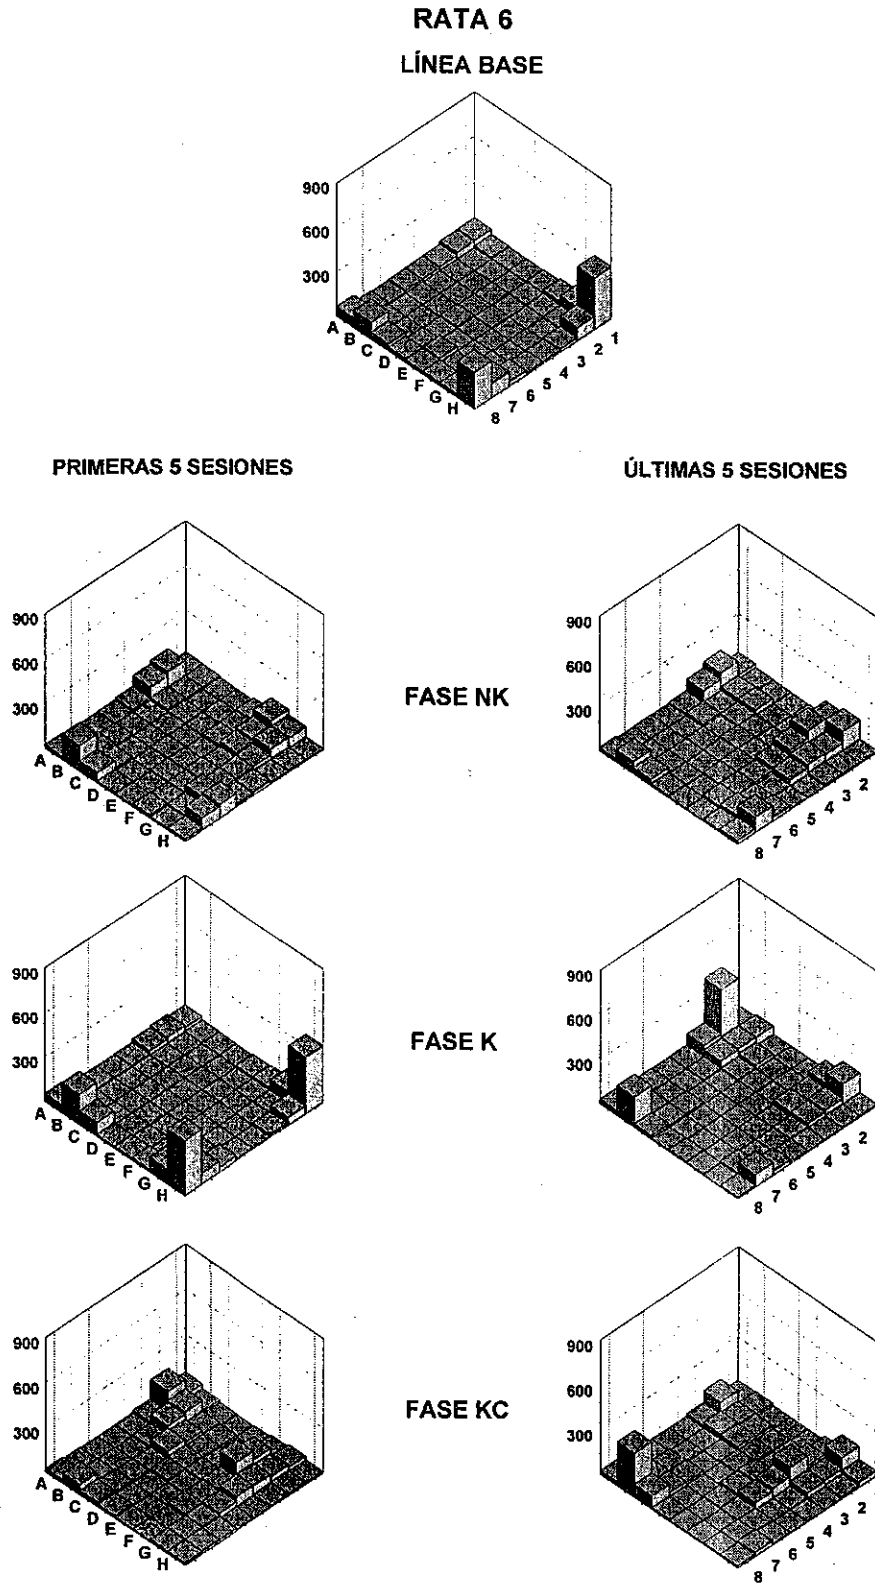 RATA 6
LÍNEA BASE
900
600
300
A B C D E F G H
8 7 6 5 4 3 2 1
PRIMERAS 5 SESIONES
ÚLTIMAS 5 SESIONES
900
600
300
A B C D E F G H
FASE NK
900
600
300
8 7 6 5 4 3 2
900
600
300
A B C D E F G H
FASE K
900
600
300
8 7 6 5 4 3 2
900
600
300
A B C D E F G H
FASE KC
900
600
300
8 7 6 5 4 3 2